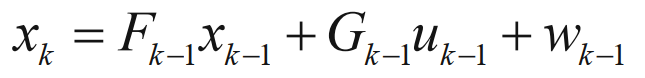 x_k = F_{k-1}x_{k-1} + G_{k-1}u_{k-1} + w_{k-1}